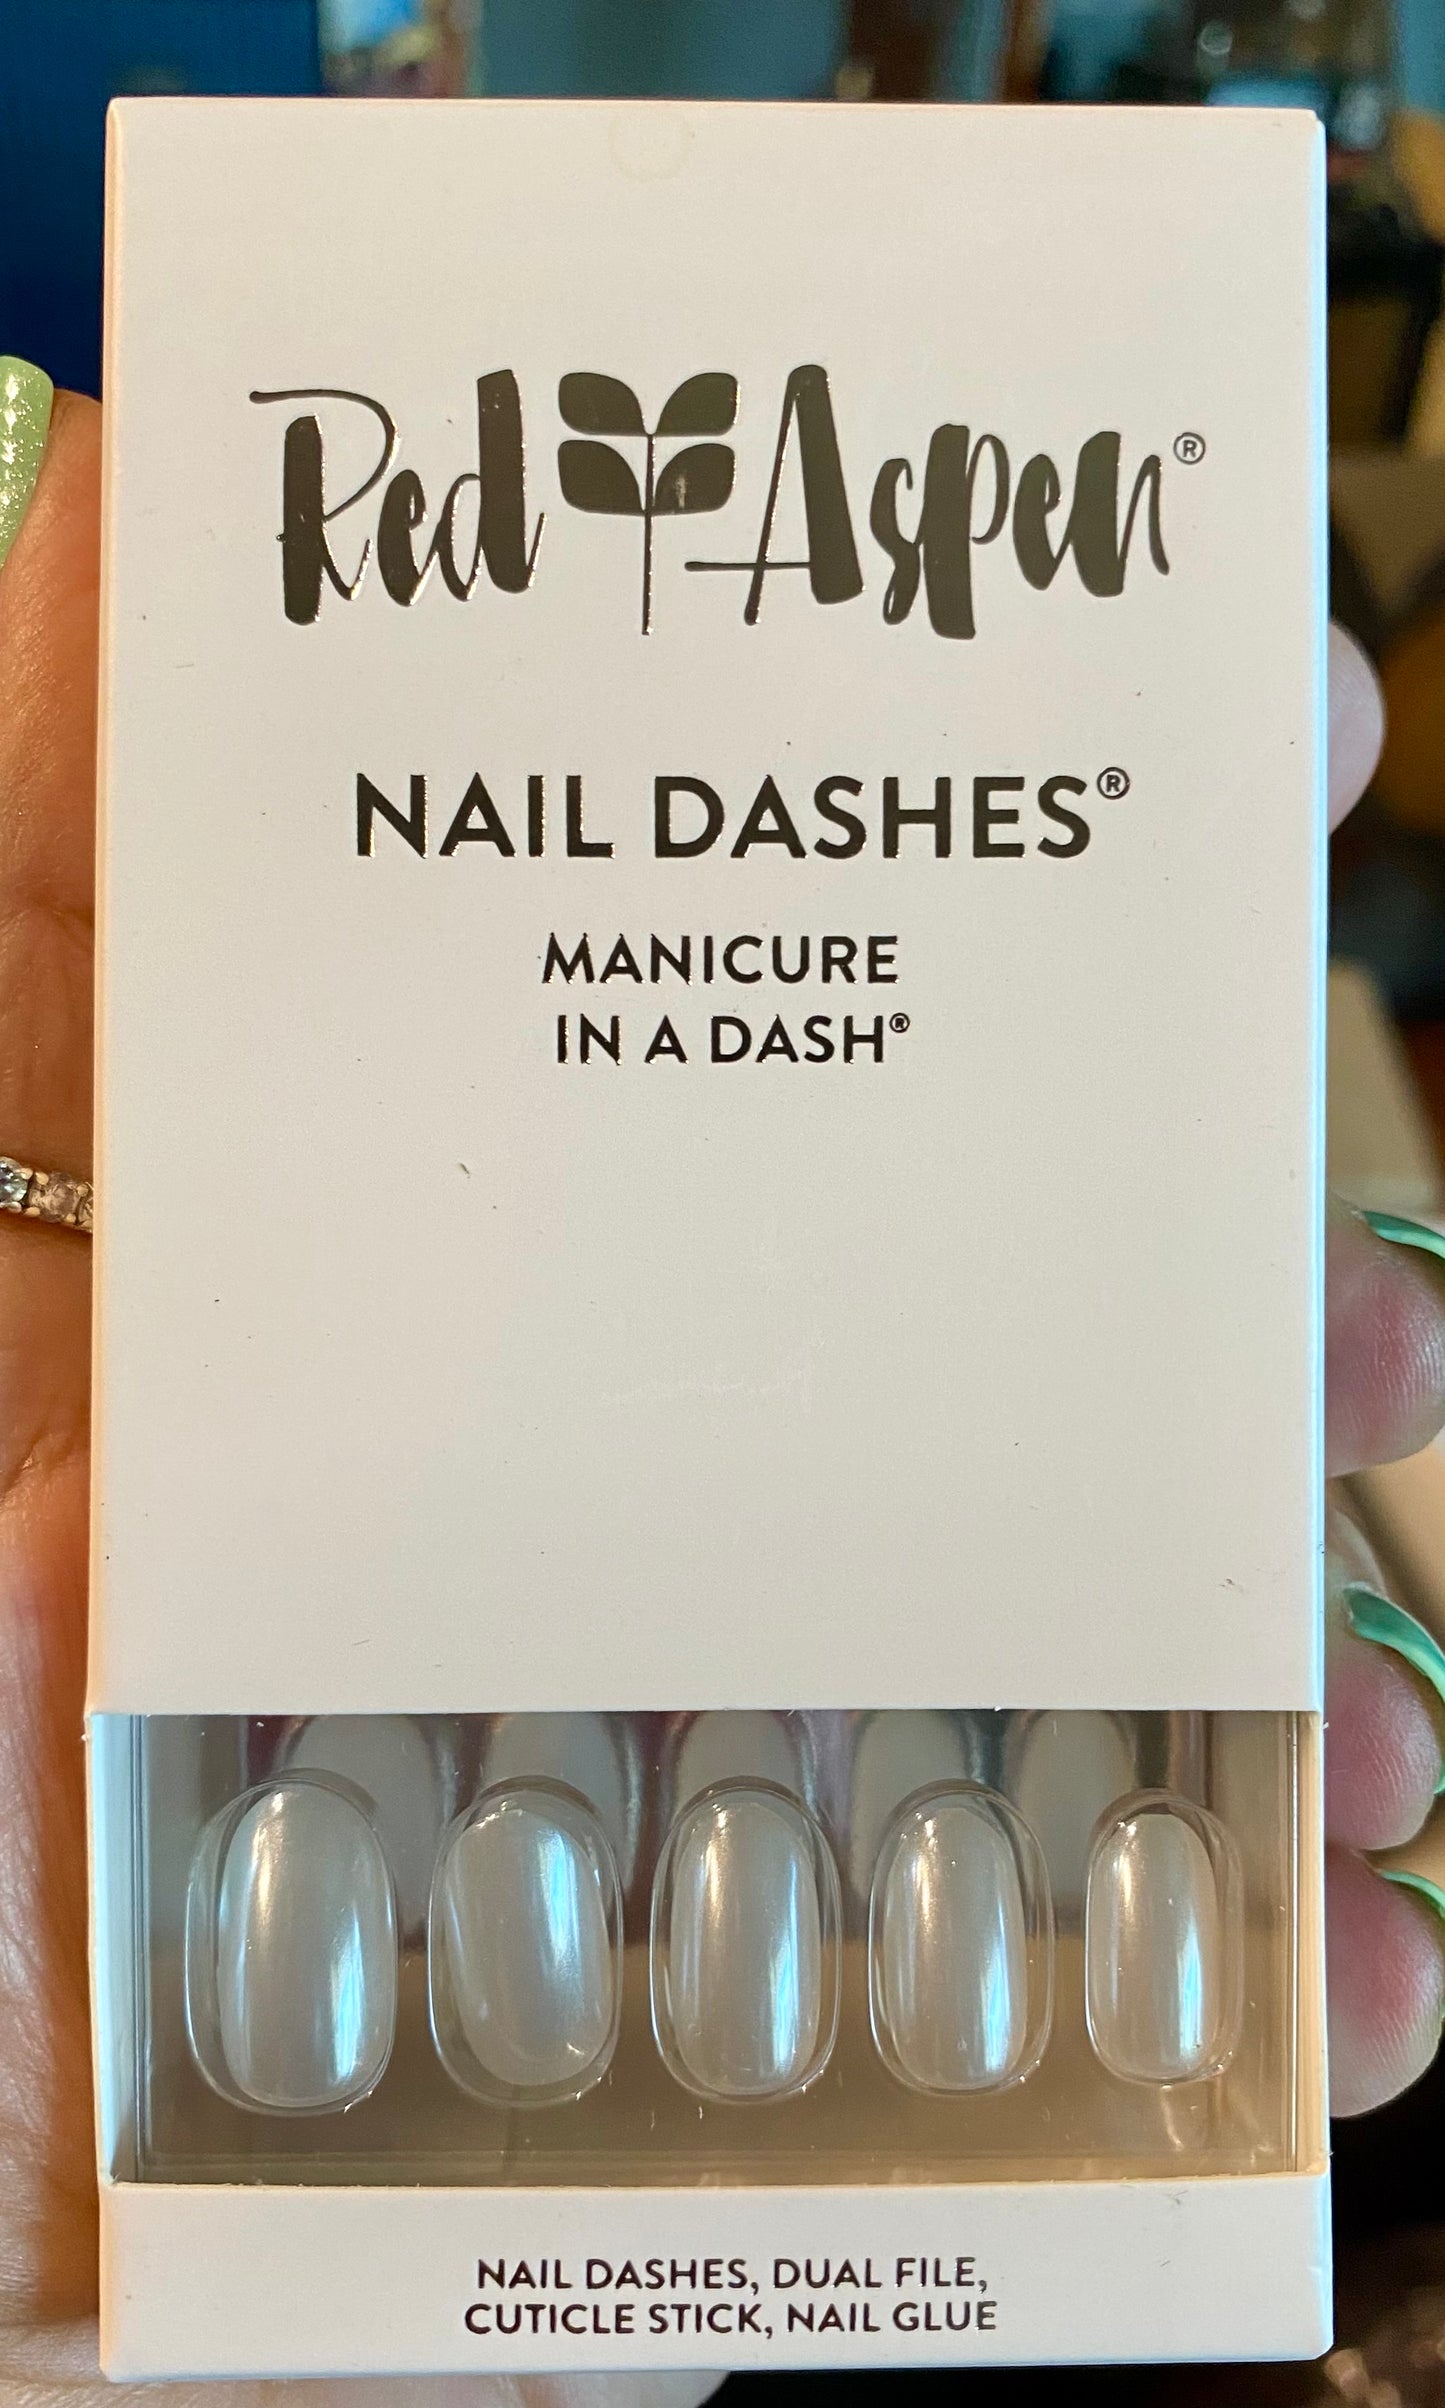 Red Aspen®
NAIL DASHES®
MANICURE
IN A DASH®
NAIL DASHES, DUAL FILE,
CUTICLE STICK, NAIL GLUE